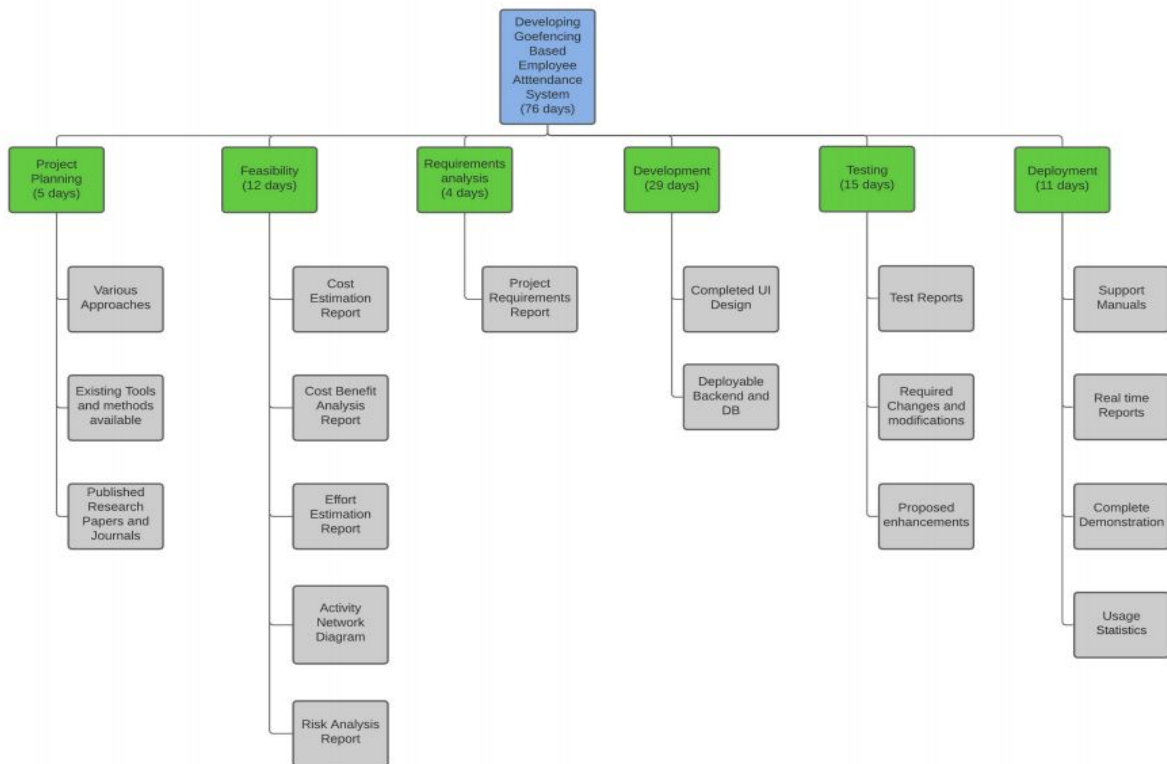 Developing
Goefencing
Based
Employee
Atttendance
System
(76 days)
Project
Planning
(5 days)
Feasibility
(12 days)
Requirements
analysis
(4 days)
Development
(29 days)
Testing
(15 days)
Deployment
(11 days)
Various
Approaches
Existing Tools
and methods
available
Published
Research
Papers and
Journals
Cost
Estimation
Report
Cost Benefit
Analysis
Report
Effort
Estimation
Report
Activity
Network
Diagram
Risk Analysis
Report
Project
Requirements
Report
Completed UI
Design
Deployable
Backend and
DB
Test Reports
Required
Changes and
modifications
Proposed
enhancements
Support
Manuals
Real time
Reports
Complete
Demonstration
Usage
Statistics